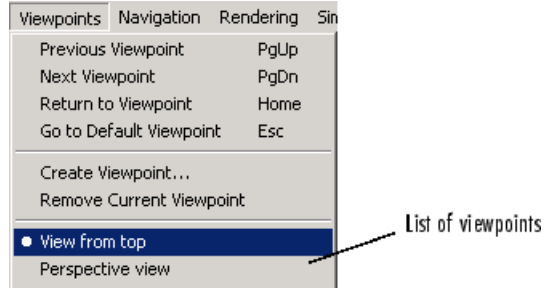 Viewpoints Navigation Rendering
Previous Viewpoint PgUp
Next Viewpoint PgDn
Return to Viewpoint Home
Go to Default Viewpoint Esc
Create Viewpoint...
Remove Current Viewpoint
View from top
Perspective view
List of viewpoints